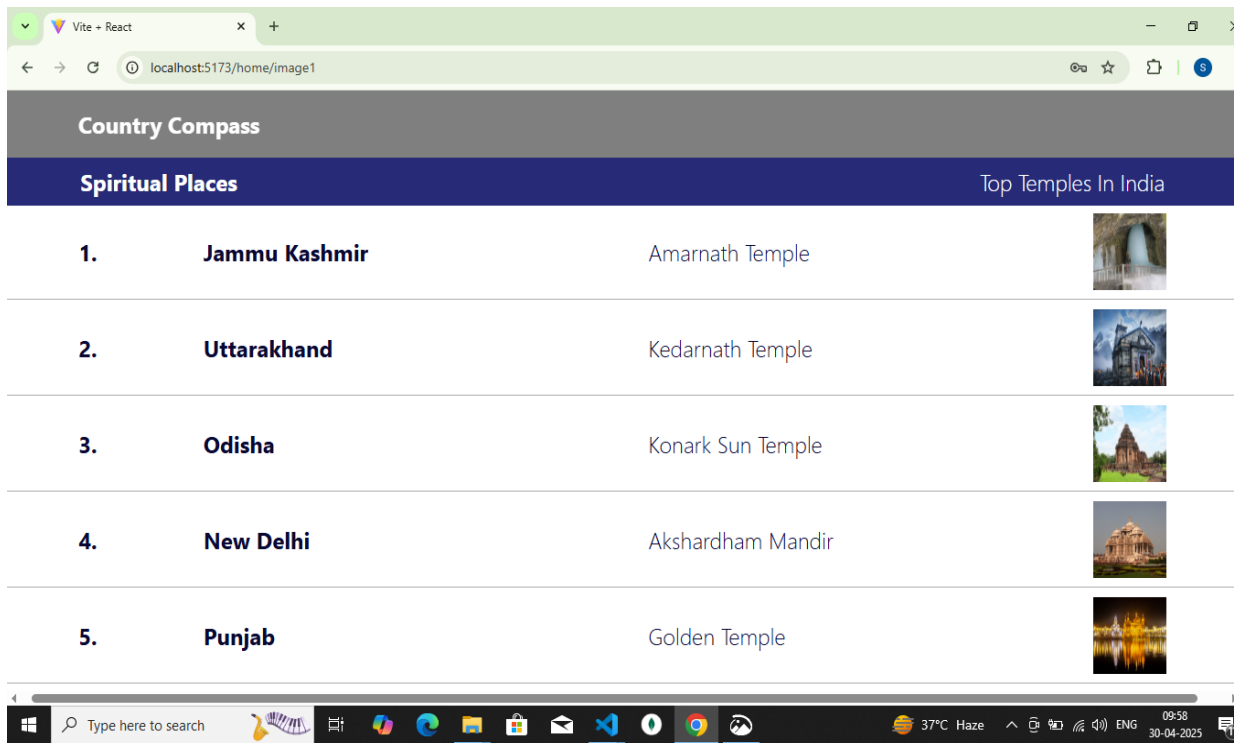 Vite + React
localhost:5173/home/image1
S
Country Compass
Spiritual Places Top Temples In India
1. Jammu Kashmir Amarnath Temple
2. Uttarakhand Kedarnath Temple
3. Odisha Konark Sun Temple
4. New Delhi Akshardham Mandir
5. Punjab Golden Temple
Type here to search 37°C Haze ENG 09:58
30-04-2025